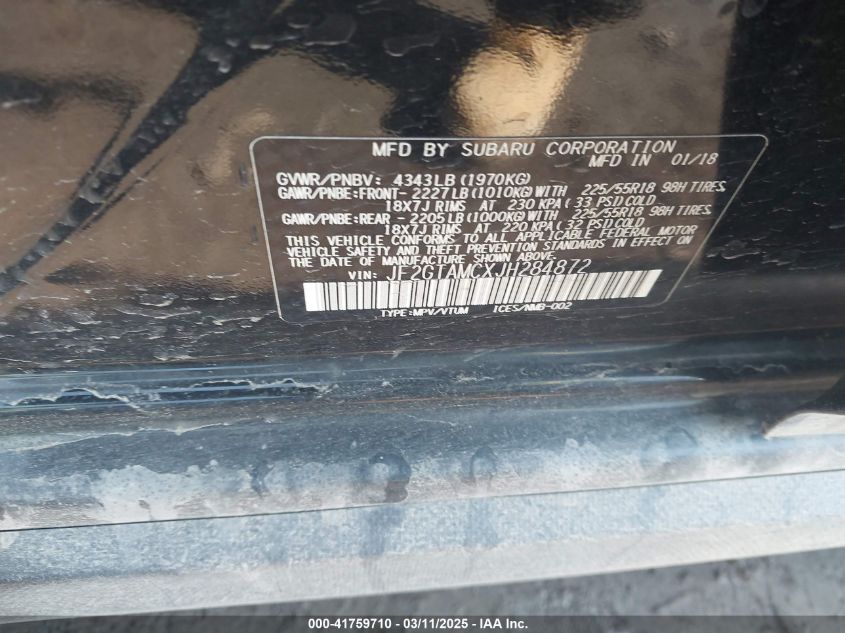 MFD BY SUBARU CORPORATION
MFD IN 01/18
GVWR/PNBV: 4343LB (1970KG)
GAWR/PNBE:FRONT- 2227LB (1010KG) WITH 225/55R18 98H TIRES,
18X7J RIMS AT 230 KPA ( 33 PSI) COLD
GAWR/PNBE:REAR - 2205LB (1000KG) WITH 225/55R18 98H TIRES,
18X7J RIMS AT 220 KPA ( 32 PSI) COLD
THIS VEHICLE CONFORMS TO ALL APPLICABLE FEDERAL MOTOR
VEHICLE SAFETY AND THEFT PREVENTION STANDARDS IN EFFECT ON
THE DATE OF MANUFACTURE SHOWN ABOVE.
VIN: JF2GTAMCXJH284872
TYPE:MPV/VTUM ICES/NMB-002
000-41759710 - 03/11/2025 - IAA Inc.